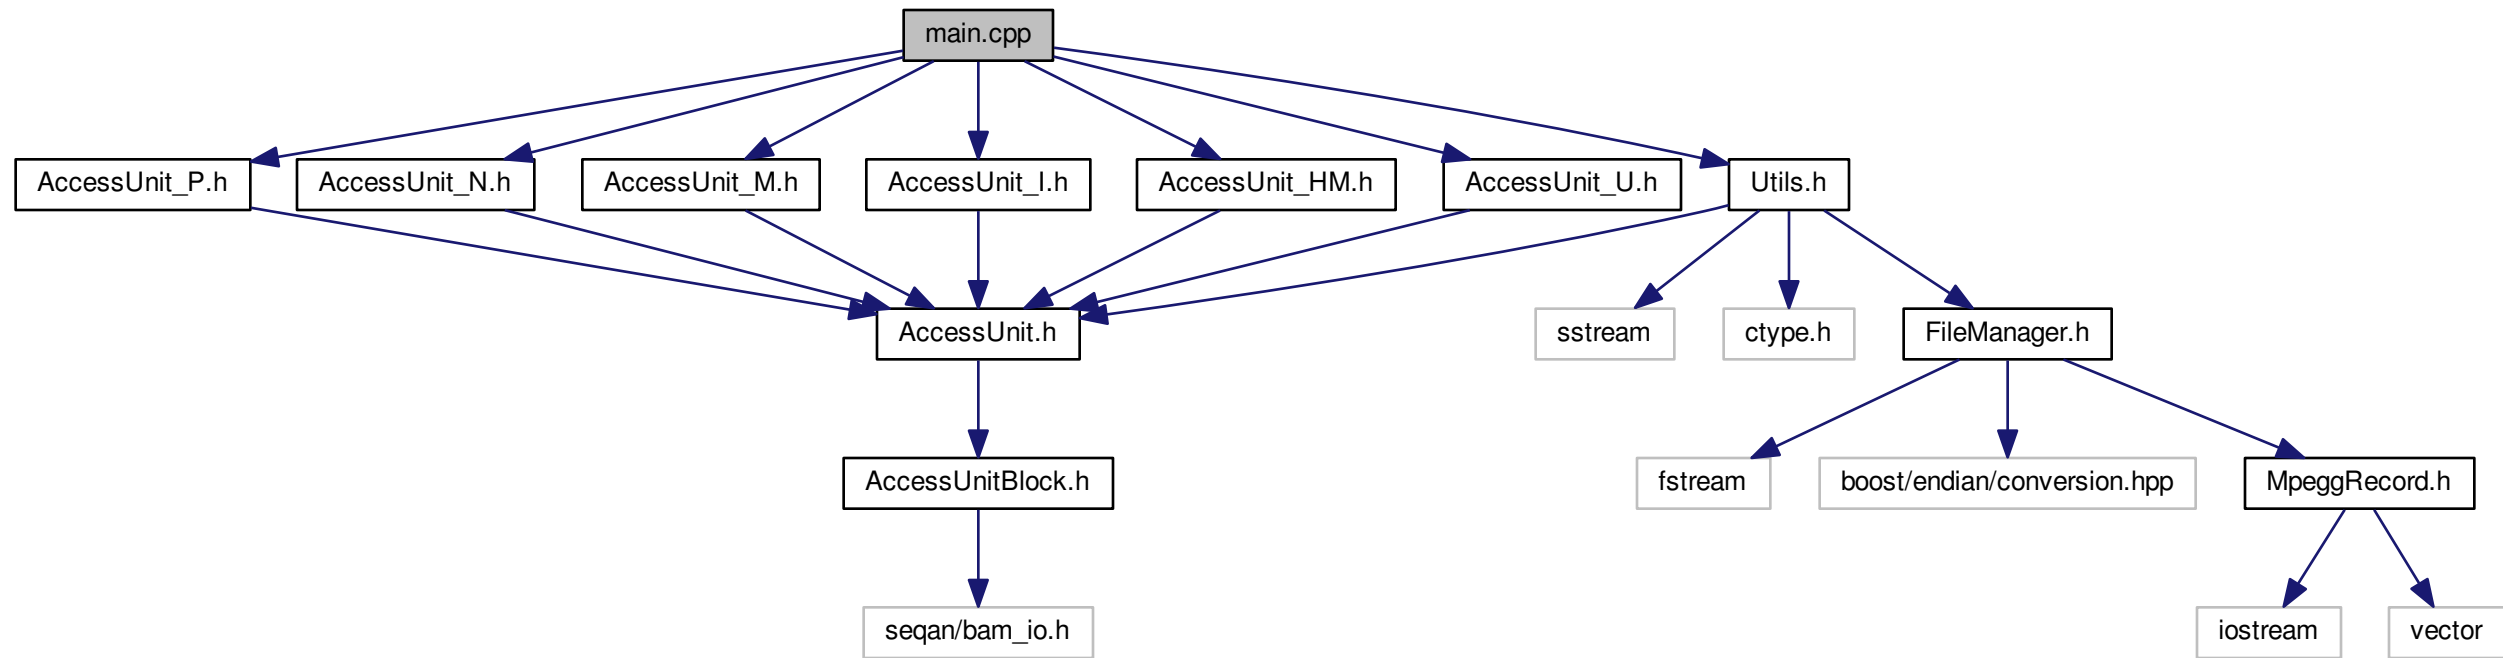 main.cpp
AccessUnit_P.h
AccessUnit_N.h
AccessUnit_M.h
AccessUnit_I.h
AccessUnit_HM.h
AccessUnit_U.h
Utils.h
AccessUnit.h
sstream
ctype.h
FileManager.h
AccessUnitBlock.h
fstream
boost/endian/conversion.hpp
MpeggRecord.h
seqan/bam_io.h
iostream
vector